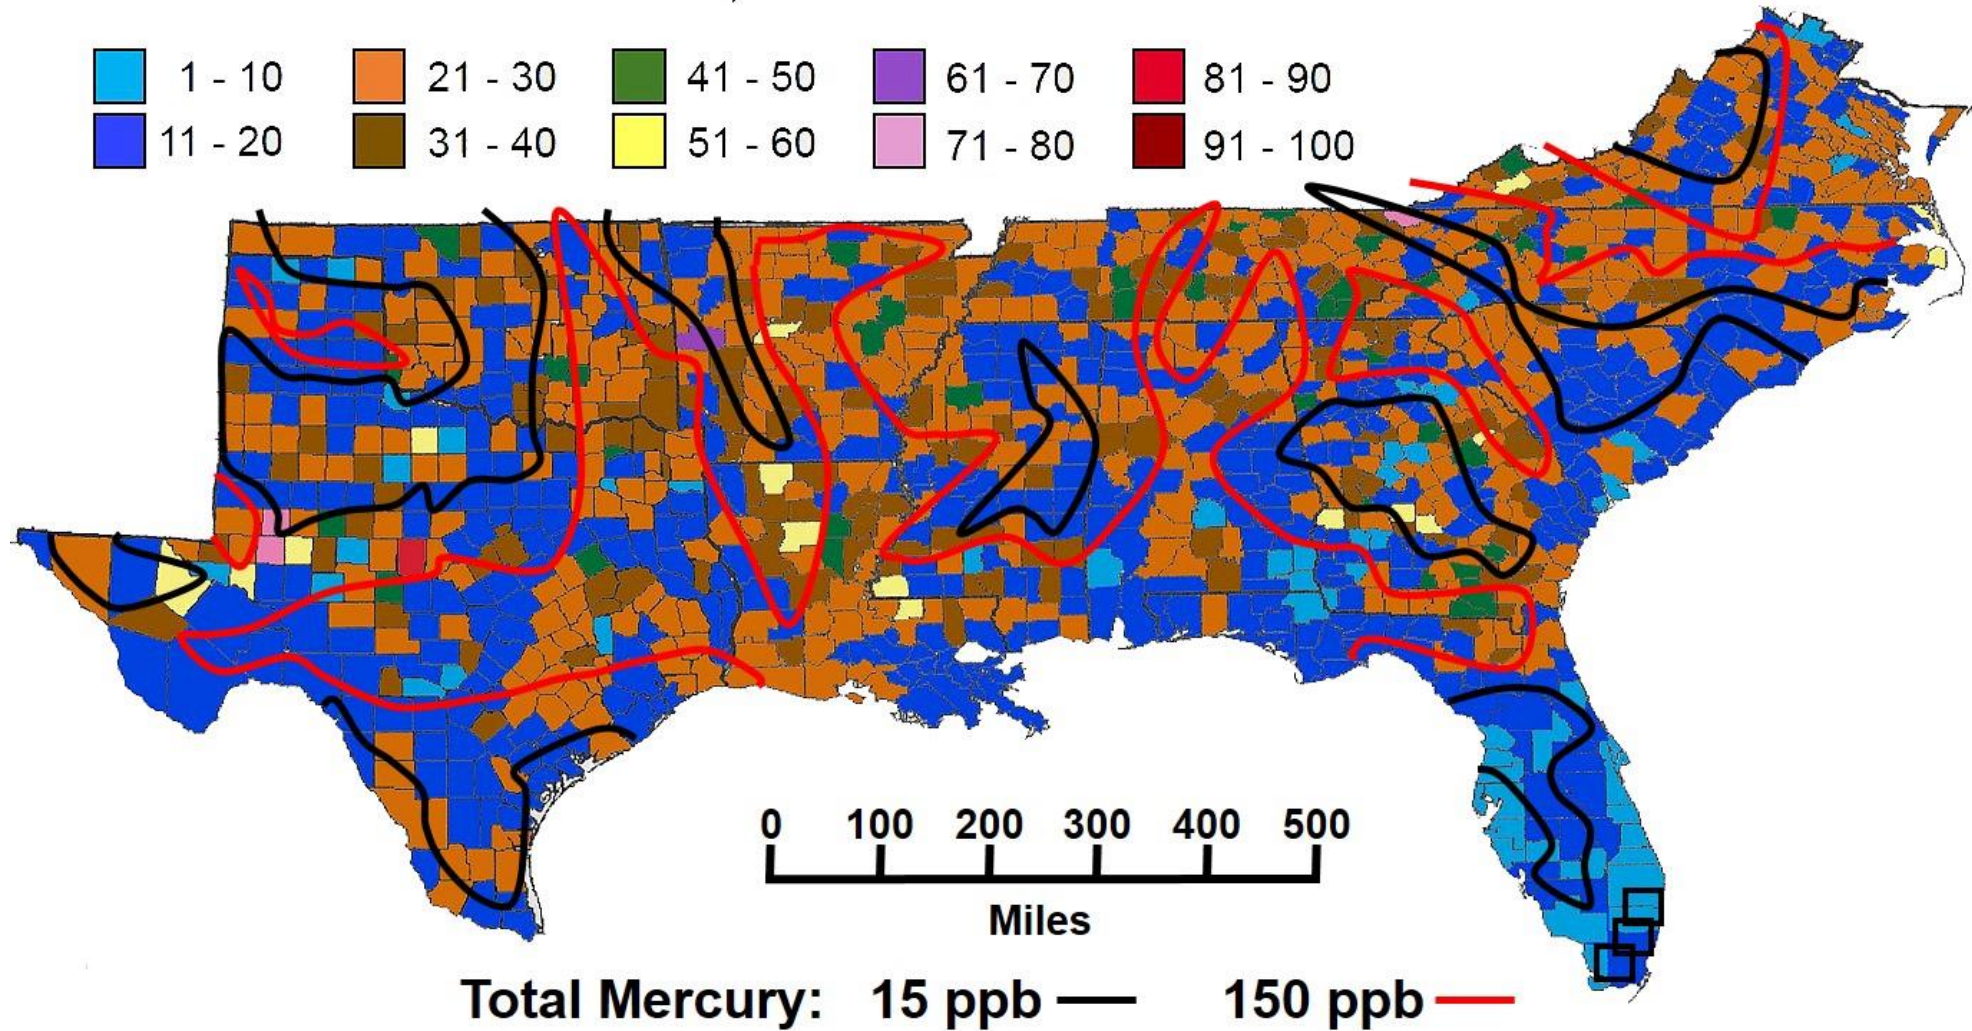 1 - 10 21 - 30 41 - 50 61 - 70 81 - 90
11 - 20 31 - 40 51 - 60 71 - 80 91 - 100
0 100 200 300 400 500
Miles
Total Mercury: 15 ppb 150 ppb